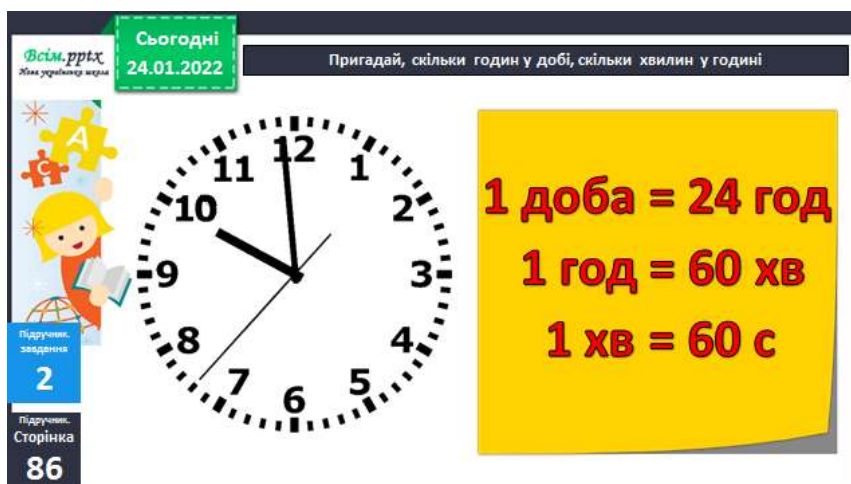 Всім.pptx
Нова українська школа
Сьогодні
24.01.2022
Пригадай, скільки годин у добі, скільки хвилин у годині
А
С
12
1
2
3
4
5
6
7
8
9
10
11
1 доба = 24 год
1 год = 60 хв
1 хв = 60 с
Підручник.
завдання
2
Підручник.
Сторінка
86